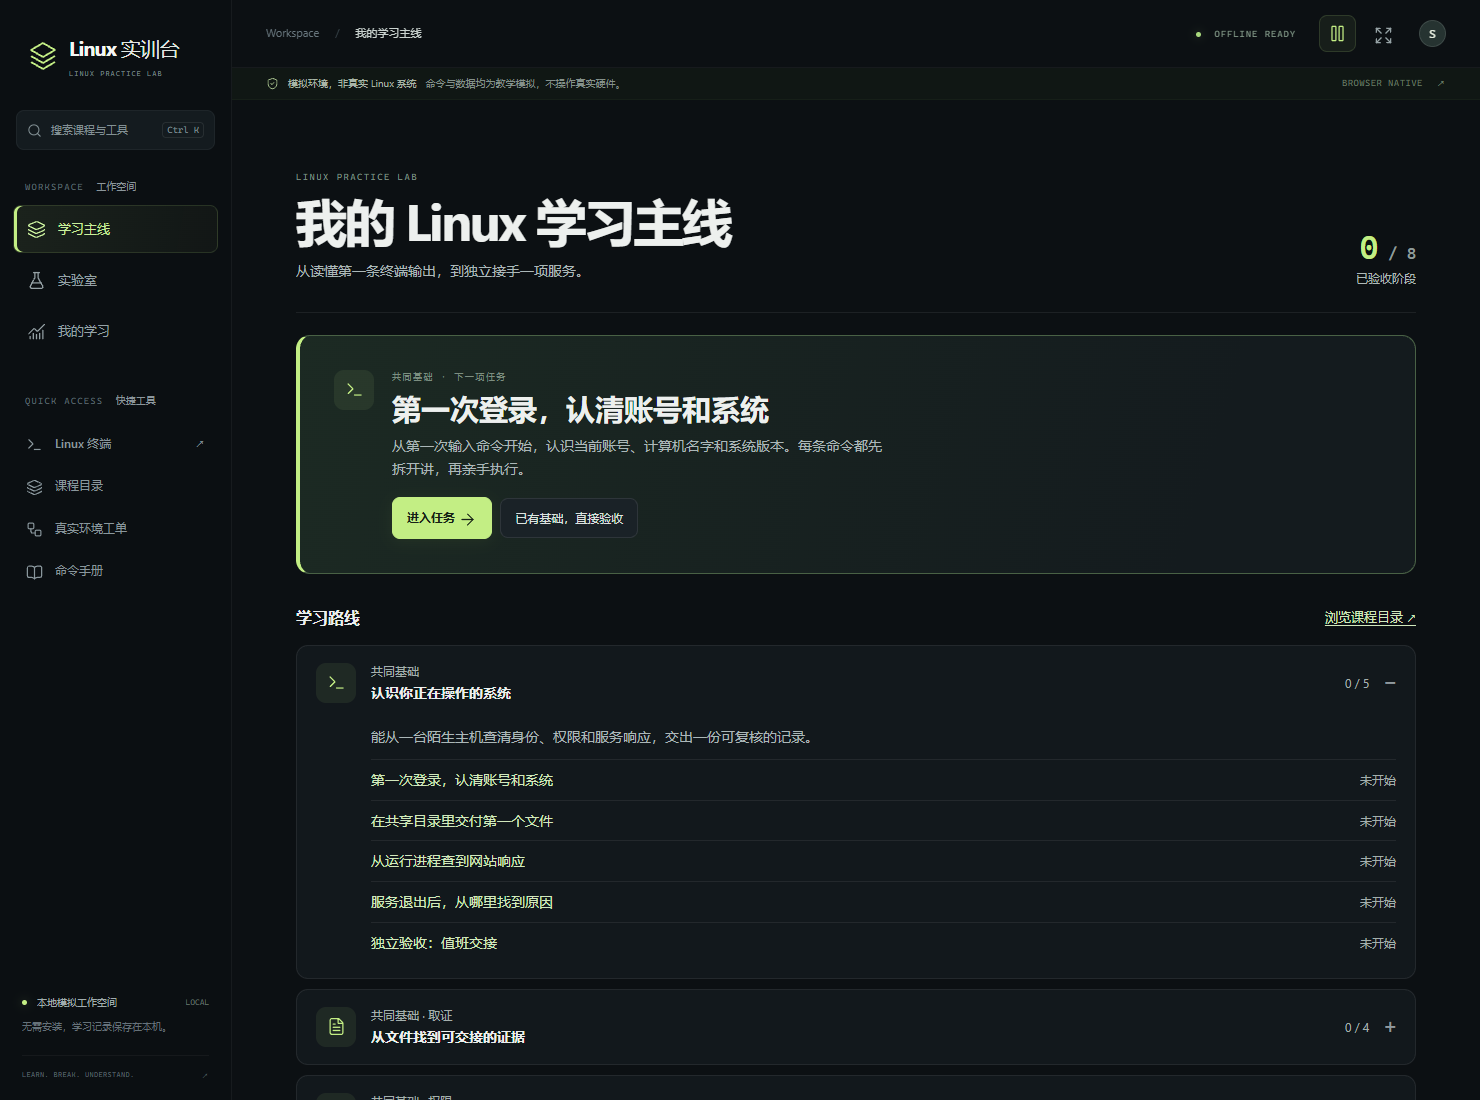 Linux 实训台
LINUX PRACTICE LAB
搜索课程与工具 Ctrl K
WORKSPACE 工作空间
学习主线
实验室
我的学习
QUICK ACCESS 快捷工具
Linux 终端 ↗
课程目录
真实环境工单
命令手册
本地模拟工作空间 LOCAL
无需安装，学习记录保存在本机。
LEARN. BREAK. UNDERSTAND. ↗
Workspace / 我的学习主线
OFFLINE READY
S
模拟环境，非真实 Linux 系统 命令与数据均为教学模拟，不操作真实硬件。
BROWSER NATIVE ↗
LINUX PRACTICE LAB
我的 Linux 学习主线
从读懂第一条终端输出，到独立接手一项服务。
0 / 8
已验收阶段
共同基础 · 下一项任务
第一次登录，认清账号和系统
从第一次输入命令开始，认识当前账号、计算机名字和系统版本。每条命令都先
拆开讲，再亲手执行。
进入任务 →
已有基础，直接验收
学习路线
浏览课程目录 ↗
共同基础
认识你正在操作的系统
0 / 5
能从一台陌生主机查清身份、权限和服务响应，交出一份可复核的记录。
第一次登录，认清账号和系统 未开始
在共享目录里交付第一个文件 未开始
从运行进程查到网站响应 未开始
服务退出后，从哪里找到原因 未开始
独立验收：值班交接 未开始
共同基础 · 取证
从文件找到可交接的证据
0 / 4
共同基础 · 权限